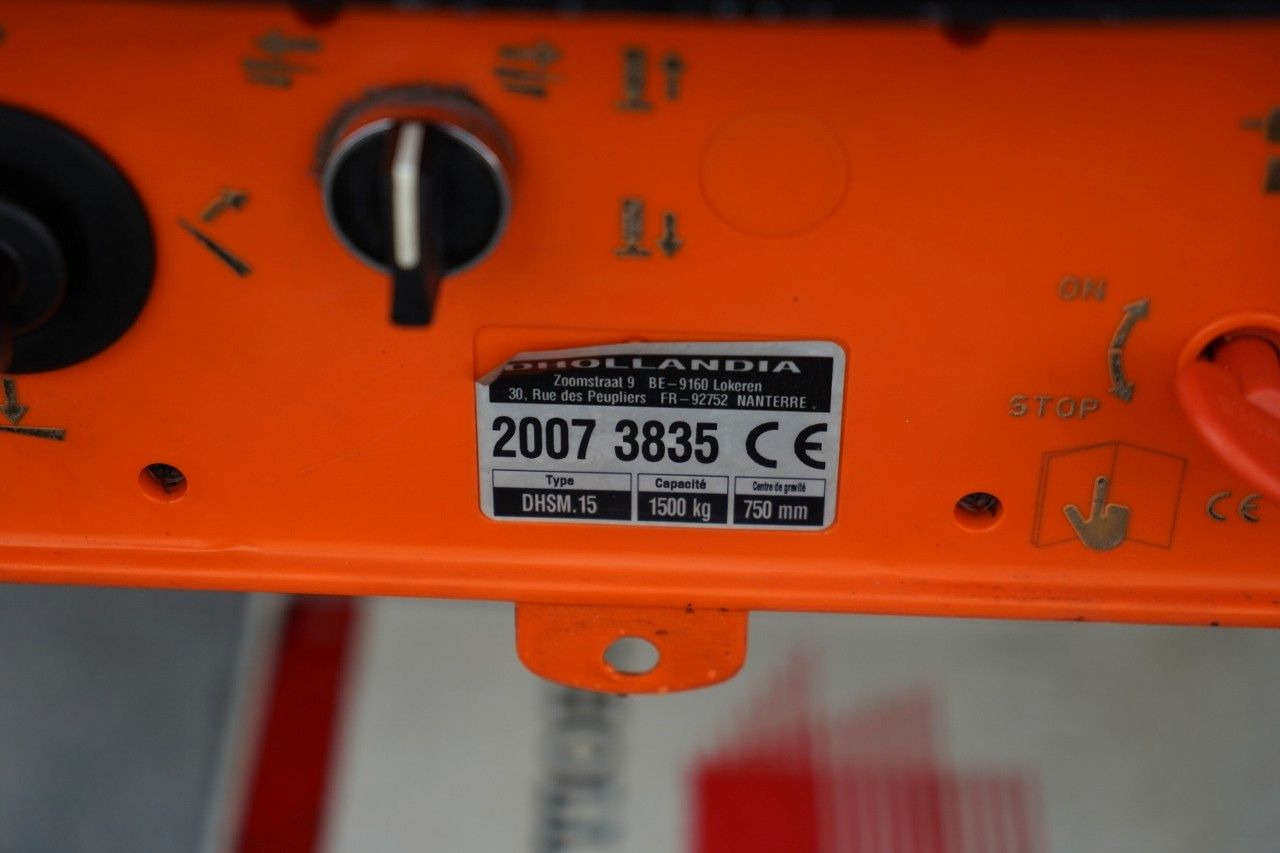 DHOLLANDIA
Zoomstraat 9 BE-9160 Lokeren
30, Rue des Peupliers FR-92752 NANTERRE
2007 3835 CE
Type Capacité Centre de gravité
DHSM.15 1500 kg 750 mm
ON
STOP
CE